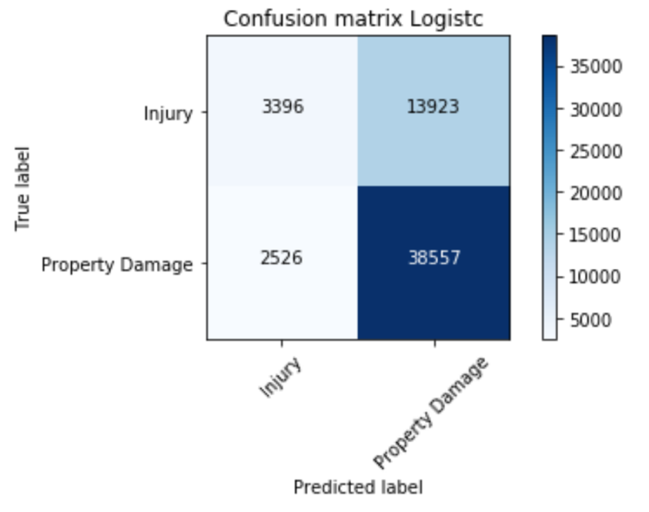 Confusion matrix Logistc
True label
Injury
Property Damage
3396 13923
2526 38557
35000
30000
25000
20000
15000
10000
5000
Injury
Property Damage
Predicted label